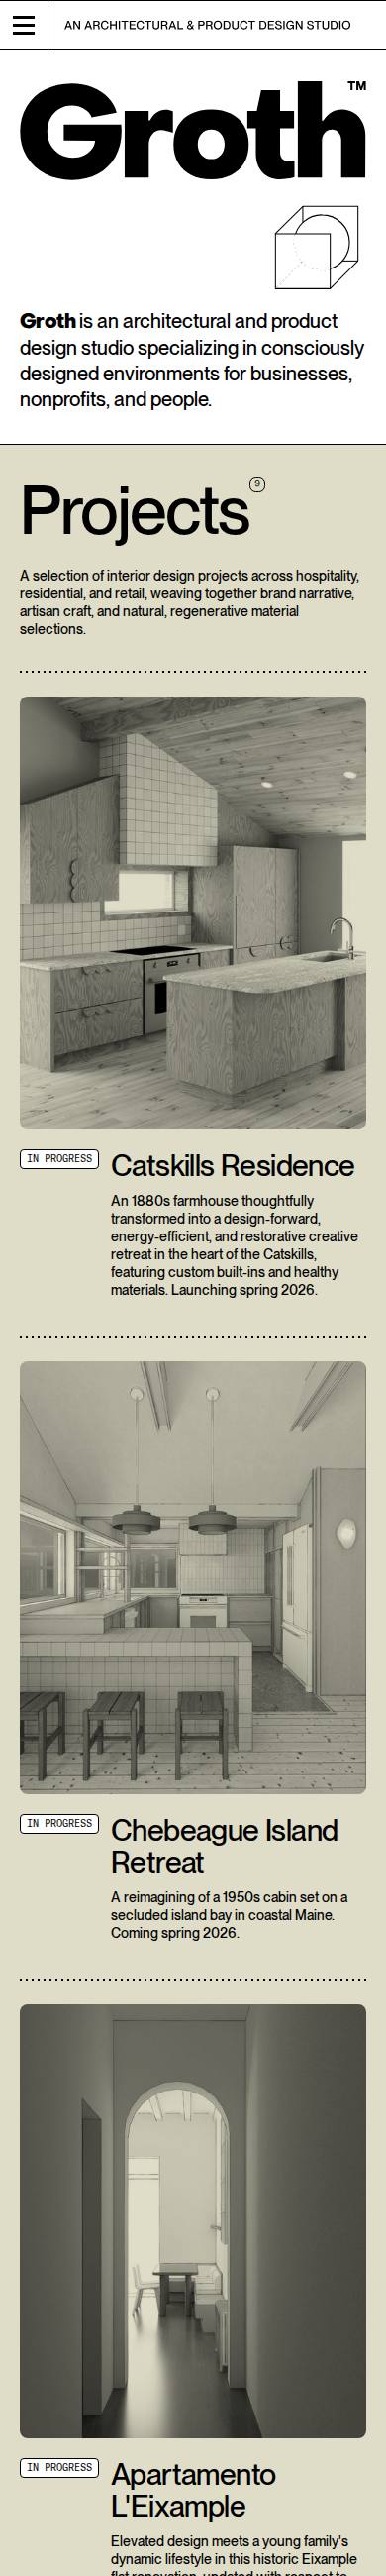 AN ARCHITECTURAL & PRODUCT DESIGN STUDIO
Groth™
Groth is an architectural and product
design studio specializing in consciously
designed environments for businesses,
nonprofits, and people.
Projects 9
A selection of interior design projects across hospitality,
residential, and retail, weaving together brand narrative,
artisan craft, and natural, regenerative material
selections.
IN PROGRESS
Catskills Residence
An 1880s farmhouse thoughtfully
transformed into a design-forward,
energy-efficient, and restorative creative
retreat in the heart of the Catskills,
featuring custom built-ins and healthy
materials. Launching spring 2026.
IN PROGRESS
Chebeague Island
Retreat
A reimagining of a 1950s cabin set on a
secluded island bay in coastal Maine.
Coming spring 2026.
IN PROGRESS
Apartamento
L'Eixample
Elevated design meets a young family's
dynamic lifestyle in this historic Eixample
flat renovation, updated with respect to